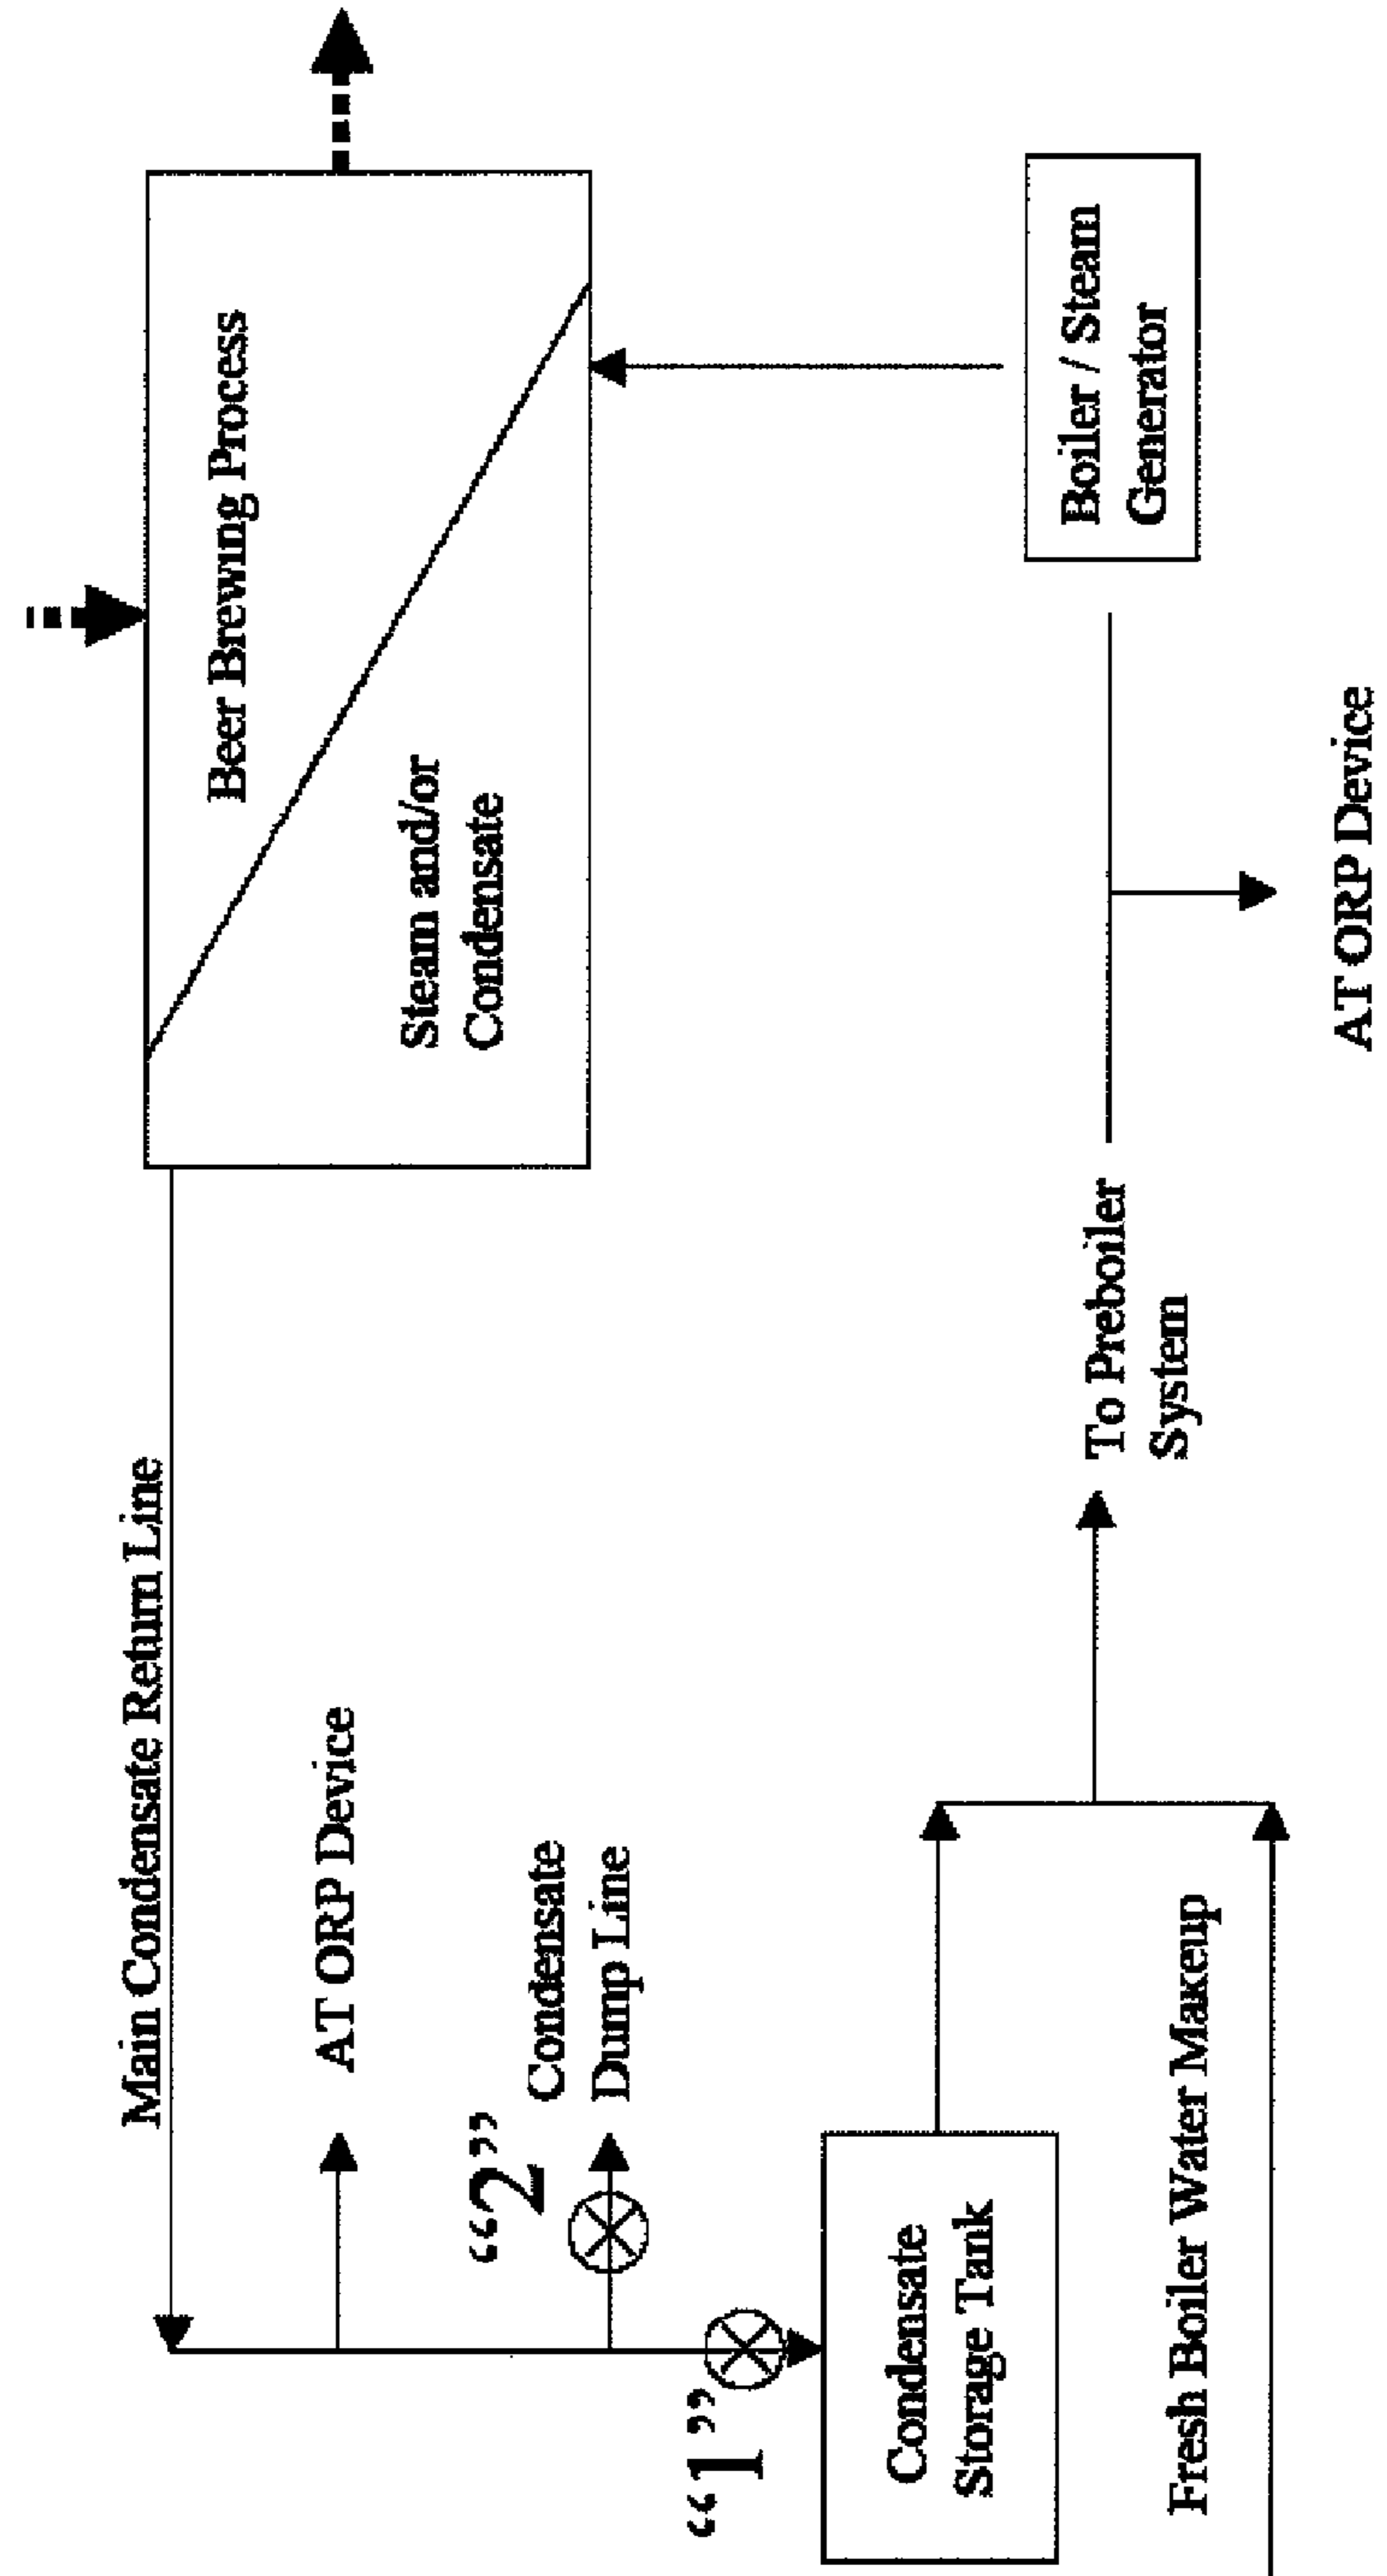 Beer Brewing Process
Steam and/or
Condensate
Main Condensate Return Line
AT ORP Device
“2”
Condensate
Dump Line
“1”
Condensate
Storage Tank
Fresh Boiler Water Makeup
To Preboiler
System
Boiler / Steam
Generator
AT ORP Device